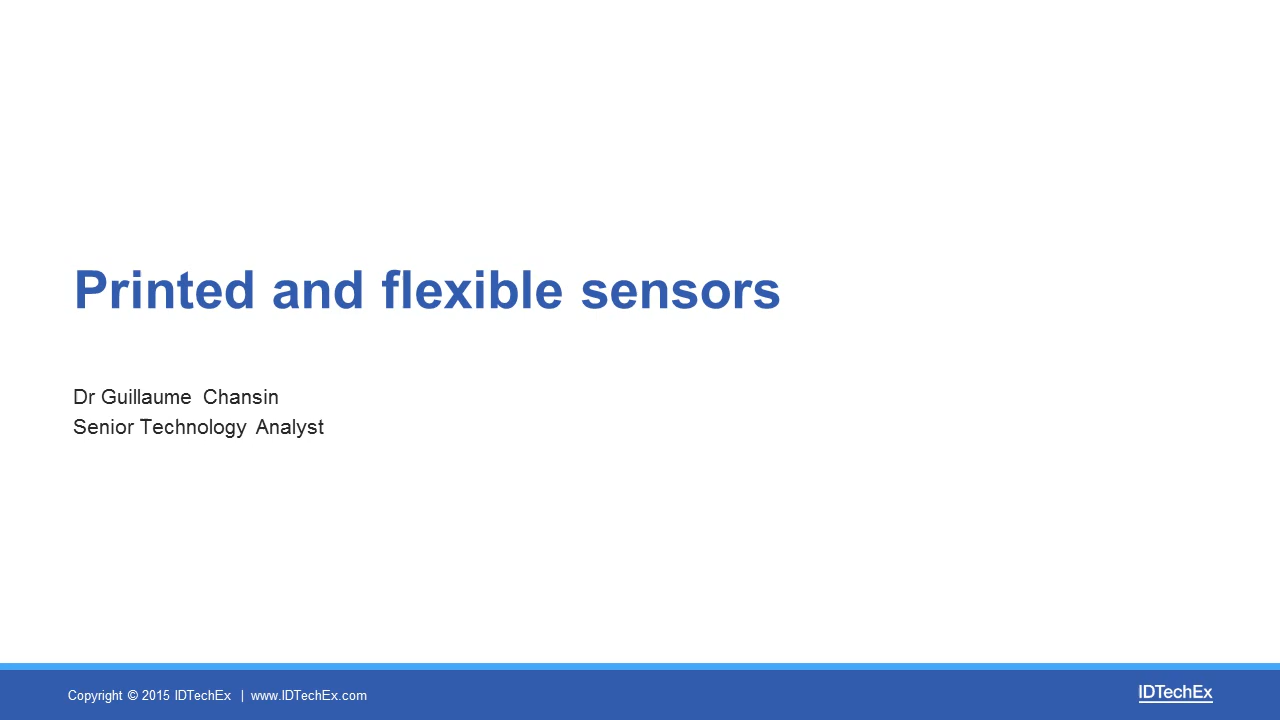 Printed and flexible sensors
Dr Guillaume Chansin
Senior Technology Analyst
Copyright © 2015 IDTechEx | www.IDTechEx.com
IDTechEx